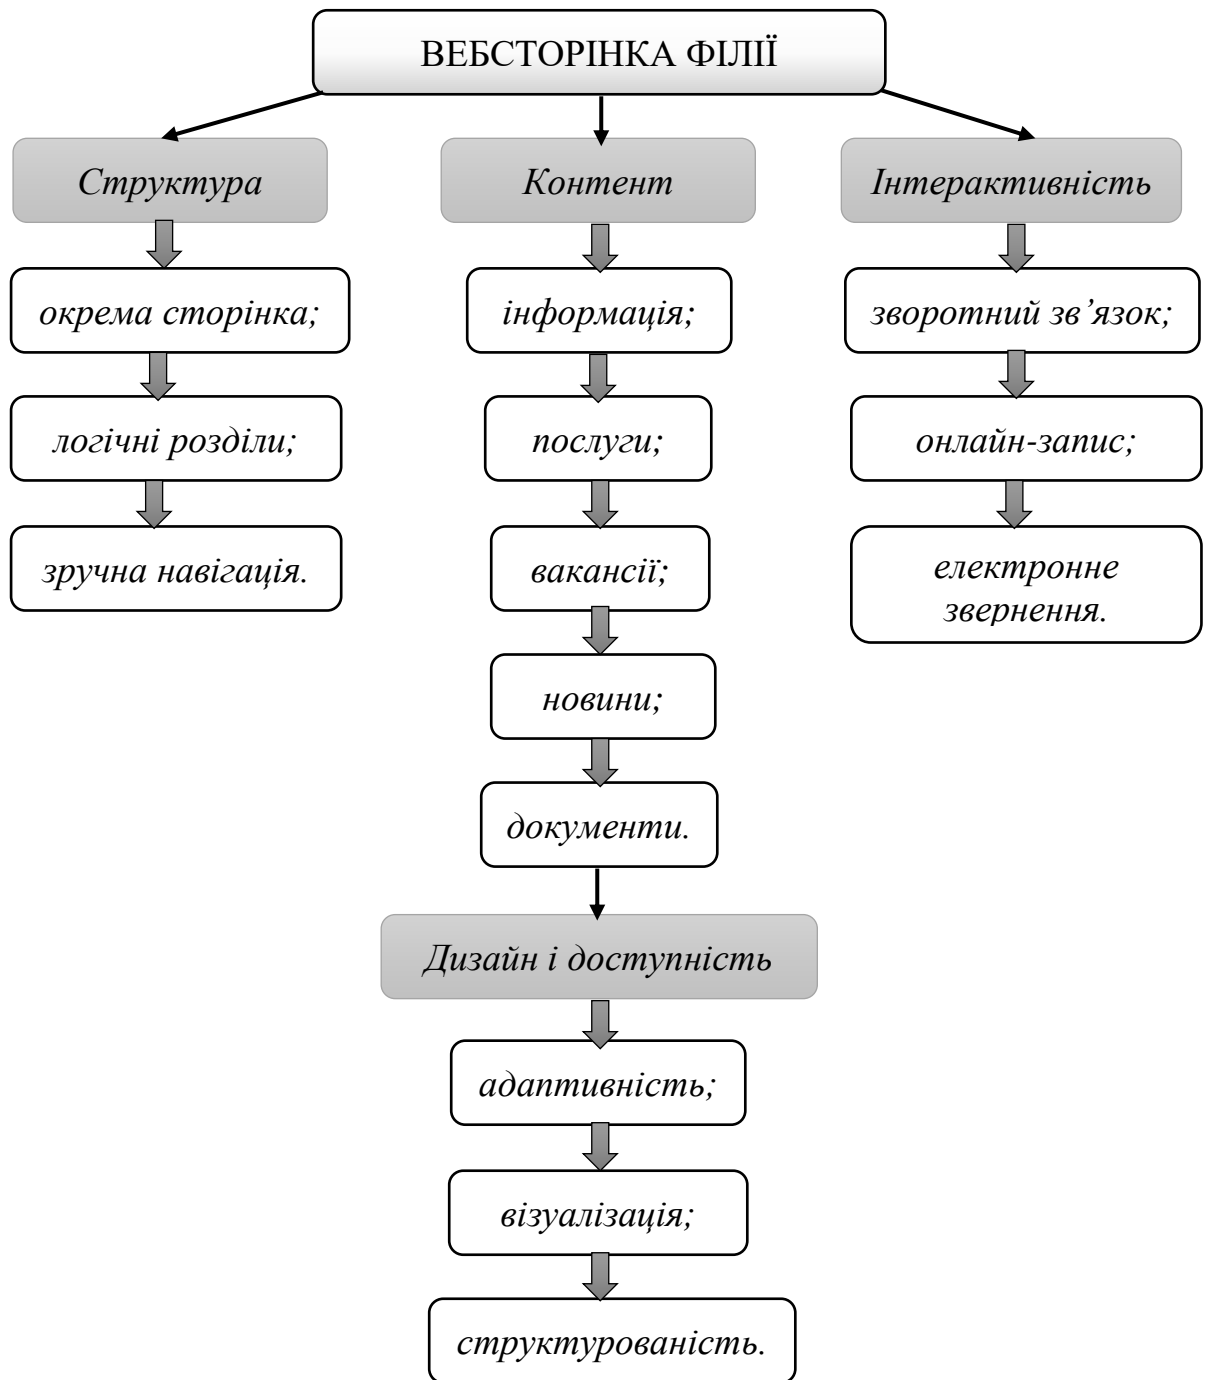 ВЕБСТОРІНКА ФІЛІЇ
Структура
окрема сторінка;
логічні розділи;
зручна навігація.
Контент
інформація;
послуги;
вакансії;
новини;
документи.
Інтерактивність
зворотний зв’язок;
онлайн-запис;
електронне
звернення.
Дизайн і доступність
адаптивність;
візуалізація;
структурованість.